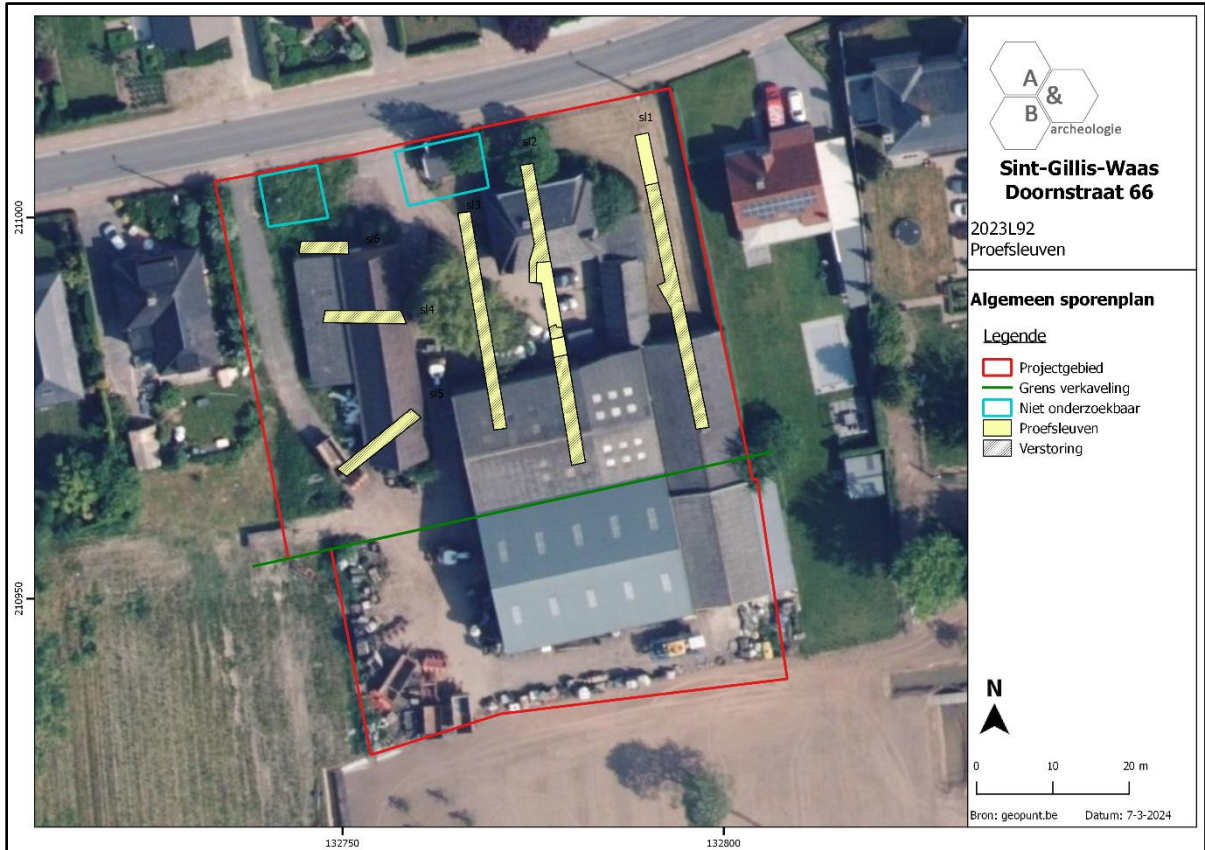 A
&
B
archeologie
Sint-Gillis-Waas
Doornstraat 66
2023L92
Proefsleuven
Algemeen sporenplan
Legende
Projectgebied
Grens verkaveling
Niet onderzoekbaar
Proefsleuven
Verstoring
N
0 10 20 m
Bron: geopunt.be Datum: 7-3-2024
sl1
sl2
sl3
sl6
sl4
sl5
211000
210950
132750
132800